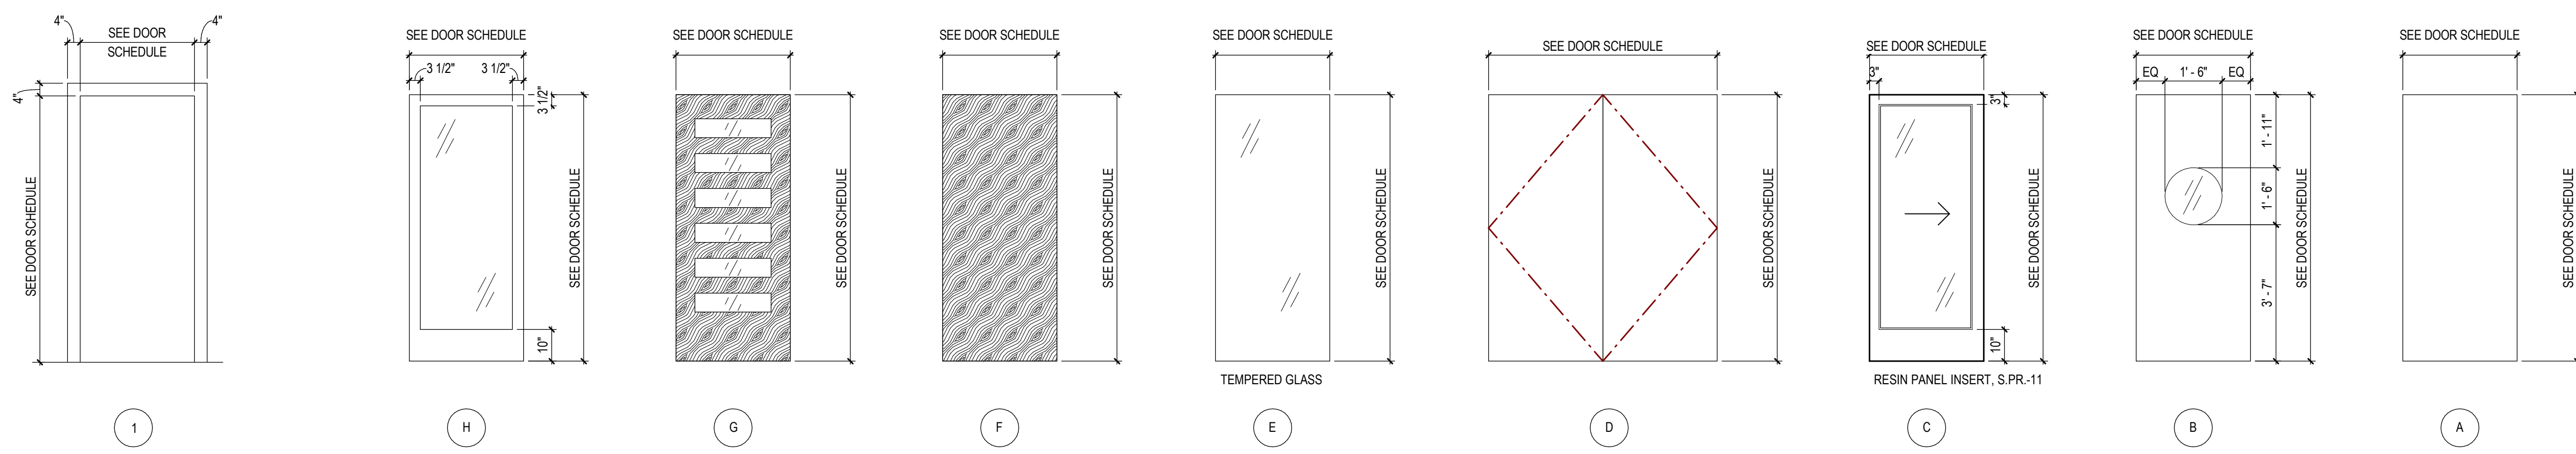 4"
SEE DOOR
SCHEDULE
4"
4"
SEE DOOR SCHEDULE
1
SEE DOOR SCHEDULE
3 1/2"
3 1/2"
3 1/2"
SEE DOOR SCHEDULE
10"
H
SEE DOOR SCHEDULE
SEE DOOR SCHEDULE
G
SEE DOOR SCHEDULE
SEE DOOR SCHEDULE
F
SEE DOOR SCHEDULE
SEE DOOR SCHEDULE
TEMPERED GLASS
E
SEE DOOR SCHEDULE
SEE DOOR SCHEDULE
D
SEE DOOR SCHEDULE
3"
3"
SEE DOOR SCHEDULE
10"
RESIN PANEL INSERT, S.PR.-11
C
SEE DOOR SCHEDULE
EQ
1' - 6"
EQ
1' - 11"
1' - 6"
3' - 7"
SEE DOOR SCHEDULE
B
SEE DOOR SCHEDULE
SEE DOOR SCHEDULE
A